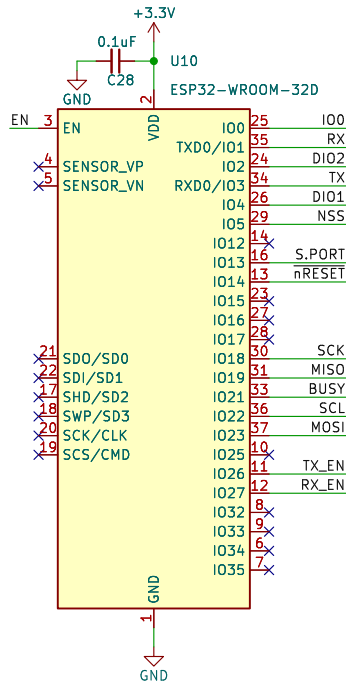 +3.3V
0.1uF
U10
C28
GND
ESP32-WROOM-32D
2
VDD
EN 3 EN
IO0 25 IO0
TXD0/IO1 35 RX
4 SENSOR_VP
IO2 24 DIO2
5 SENSOR_VN
RXD0/IO3 34 TX
IO4 26 DIO1
IO5 29 NSS
IO12 14
IO13 16 S.PORT
IO14 13 nRESET
IO15 23
IO16 27
IO17 28
21 SDO/SD0
IO18 30 SCK
22 SDI/SD1
IO19 31 MISO
17 SHD/SD2
IO21 33 BUSY
18 SWP/SD3
IO22 36 SCL
20 SCK/CLK
IO23 37 MOSI
19 SCS/CMD
IO25 10
IO26 11 TX_EN
IO27 12 RX_EN
IO32 8
IO33 9
IO34 6
IO35 7
GND
1
GND